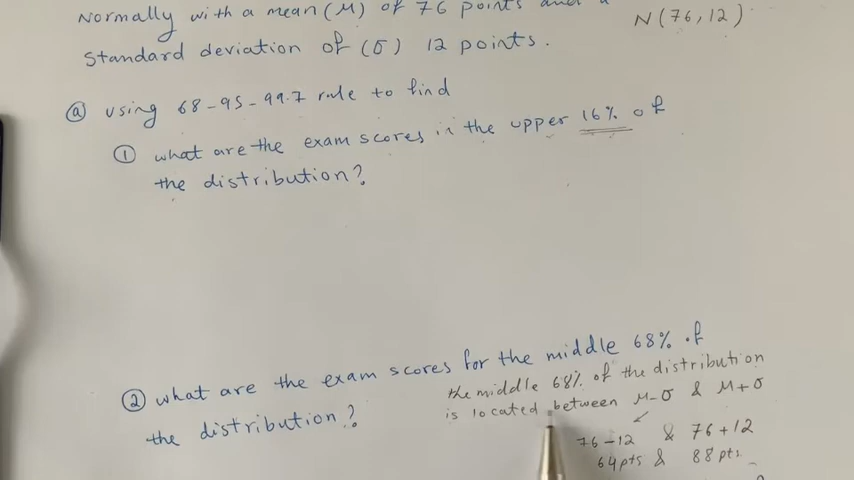 Normally with a mean (μ) of 76 points and a
N(76,12)
Standard deviation of (σ) 12 points.
ⓐ using 68-95-99.7 rule to find
① what are the exam scores in the upper 16% of
the distribution?
② what are the exam scores for the middle 68% of
the distribution?
the middle 68% of the distribution
is located between μ-σ & μ+σ
76-12 & 76+12
64pts & 88pts